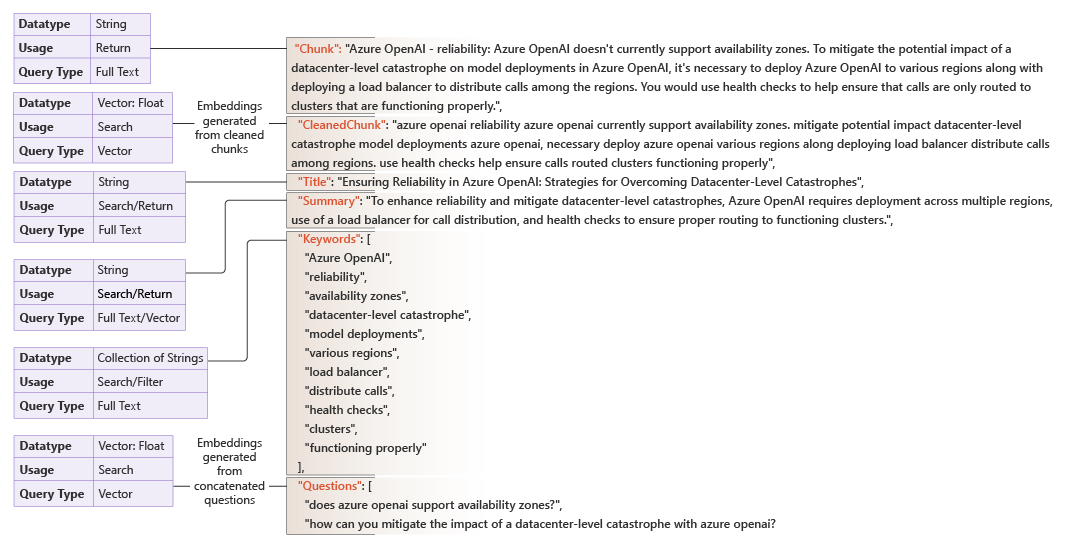 Datatype String
Usage Return
Query Type Full Text
"Chunk": "Azure OpenAI - reliability: Azure OpenAI doesn't currently support availability zones. To mitigate the potential impact of a
datacenter-level catastrophe on model deployments in Azure OpenAI, it's necessary to deploy Azure OpenAI to various regions along with
deploying a load balancer to distribute calls among the regions. You would use health checks to help ensure that calls are only routed to
clusters that are functioning properly.",
Datatype Vector: Float
Usage Search
Query Type Vector
Embeddings
generated
from cleaned
chunks
"CleanedChunk": "azure openai reliability azure openai currently support availability zones. mitigate potential impact datacenter-level
catastrophe model deployments azure openai, necessary deploy azure openai various regions along deploying load balancer distribute calls
among regions. use health checks help ensure calls routed clusters functioning properly",
Datatype String
Usage Search/Return
Query Type Full Text
"Title": "Ensuring Reliability in Azure OpenAI: Strategies for Overcoming Datacenter-Level Catastrophes",
Datatype String
Usage Search/Return
Query Type Full Text/Vector
"Summary": "To enhance reliability and mitigate datacenter-level catastrophes, Azure OpenAI requires deployment across multiple regions,
use of a load balancer for call distribution, and health checks to ensure proper routing to functioning clusters.",
Datatype Collection of Strings
Usage Search/Filter
Query Type Full Text
"Keywords": [
"Azure OpenAI",
"reliability",
"availability zones",
"datacenter-level catastrophe",
"model deployments",
"various regions",
"load balancer",
"distribute calls",
"health checks",
"clusters",
"functioning properly"
],
Datatype Vector: Float
Usage Search
Query Type Vector
Embeddings
generated
from
concatenated
questions
"Questions": [
"does azure openai support availability zones?",
"how can you mitigate the impact of a datacenter-level catastrophe with azure openai?